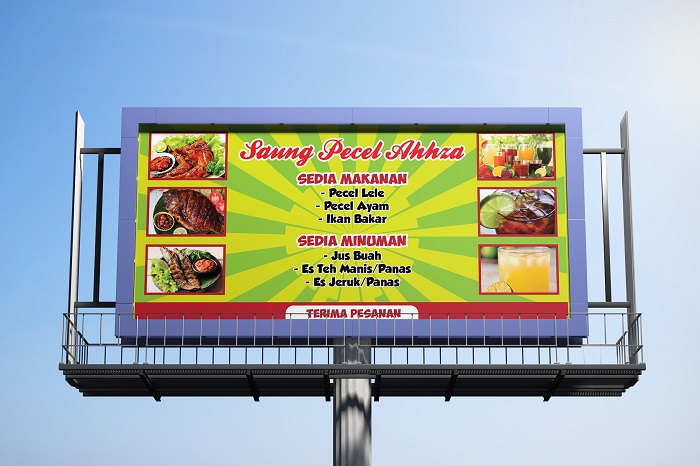 Saung Pecel Ahhza
SEDIA MAKANAN
- Pecel Lele
- Pecel Ayam
- Ikan Bakar
SEDIA MINUMAN
- Jus Buah
- Es Teh Manis/Panas
- Es Jeruk/Panas
TERIMA PESANAN